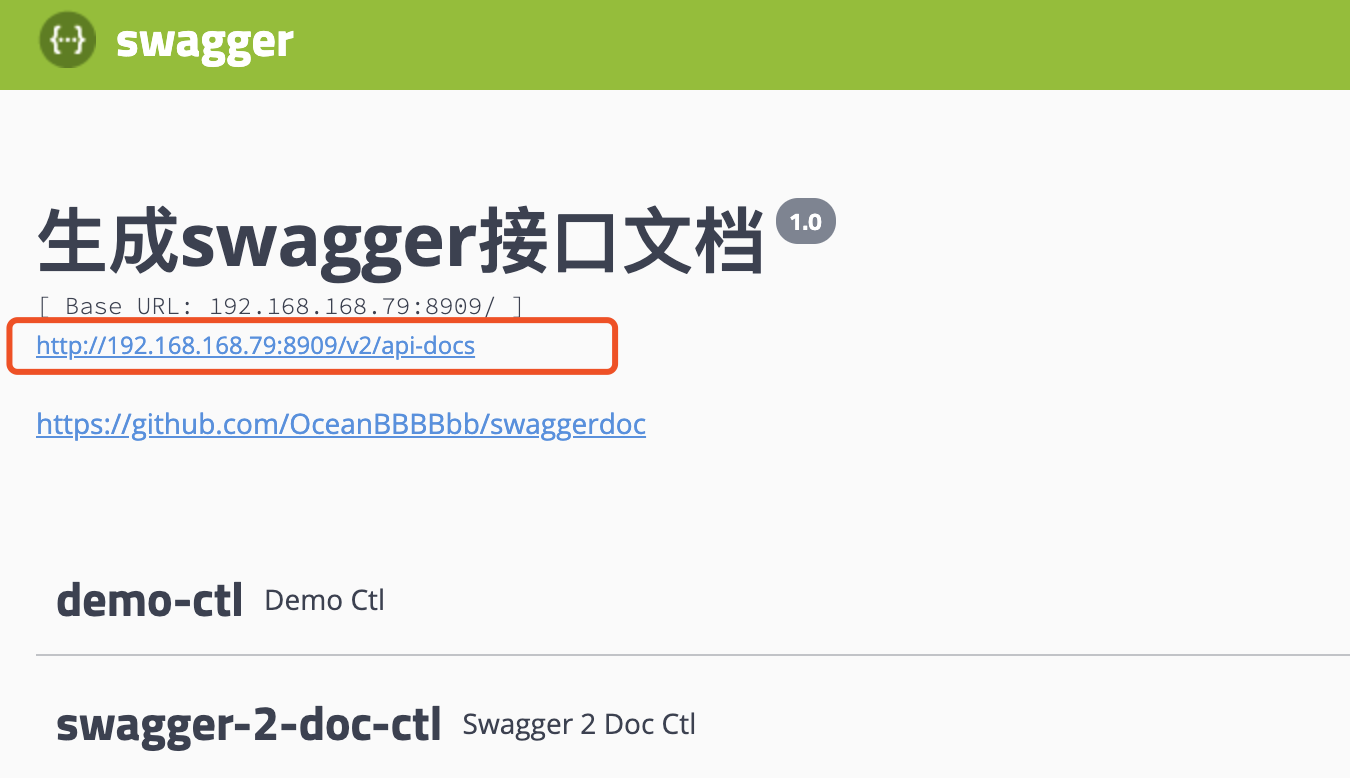 {···} swagger
生成swagger接口文档 1.0
[ Base URL: 192.168.168.79:8909/ ]
http://192.168.168.79:8909/v2/api-docs
https://github.com/OceanBBBBbb/swaggerdoc
demo-ctl Demo Ctl
swagger-2-doc-ctl Swagger 2 Doc Ctl